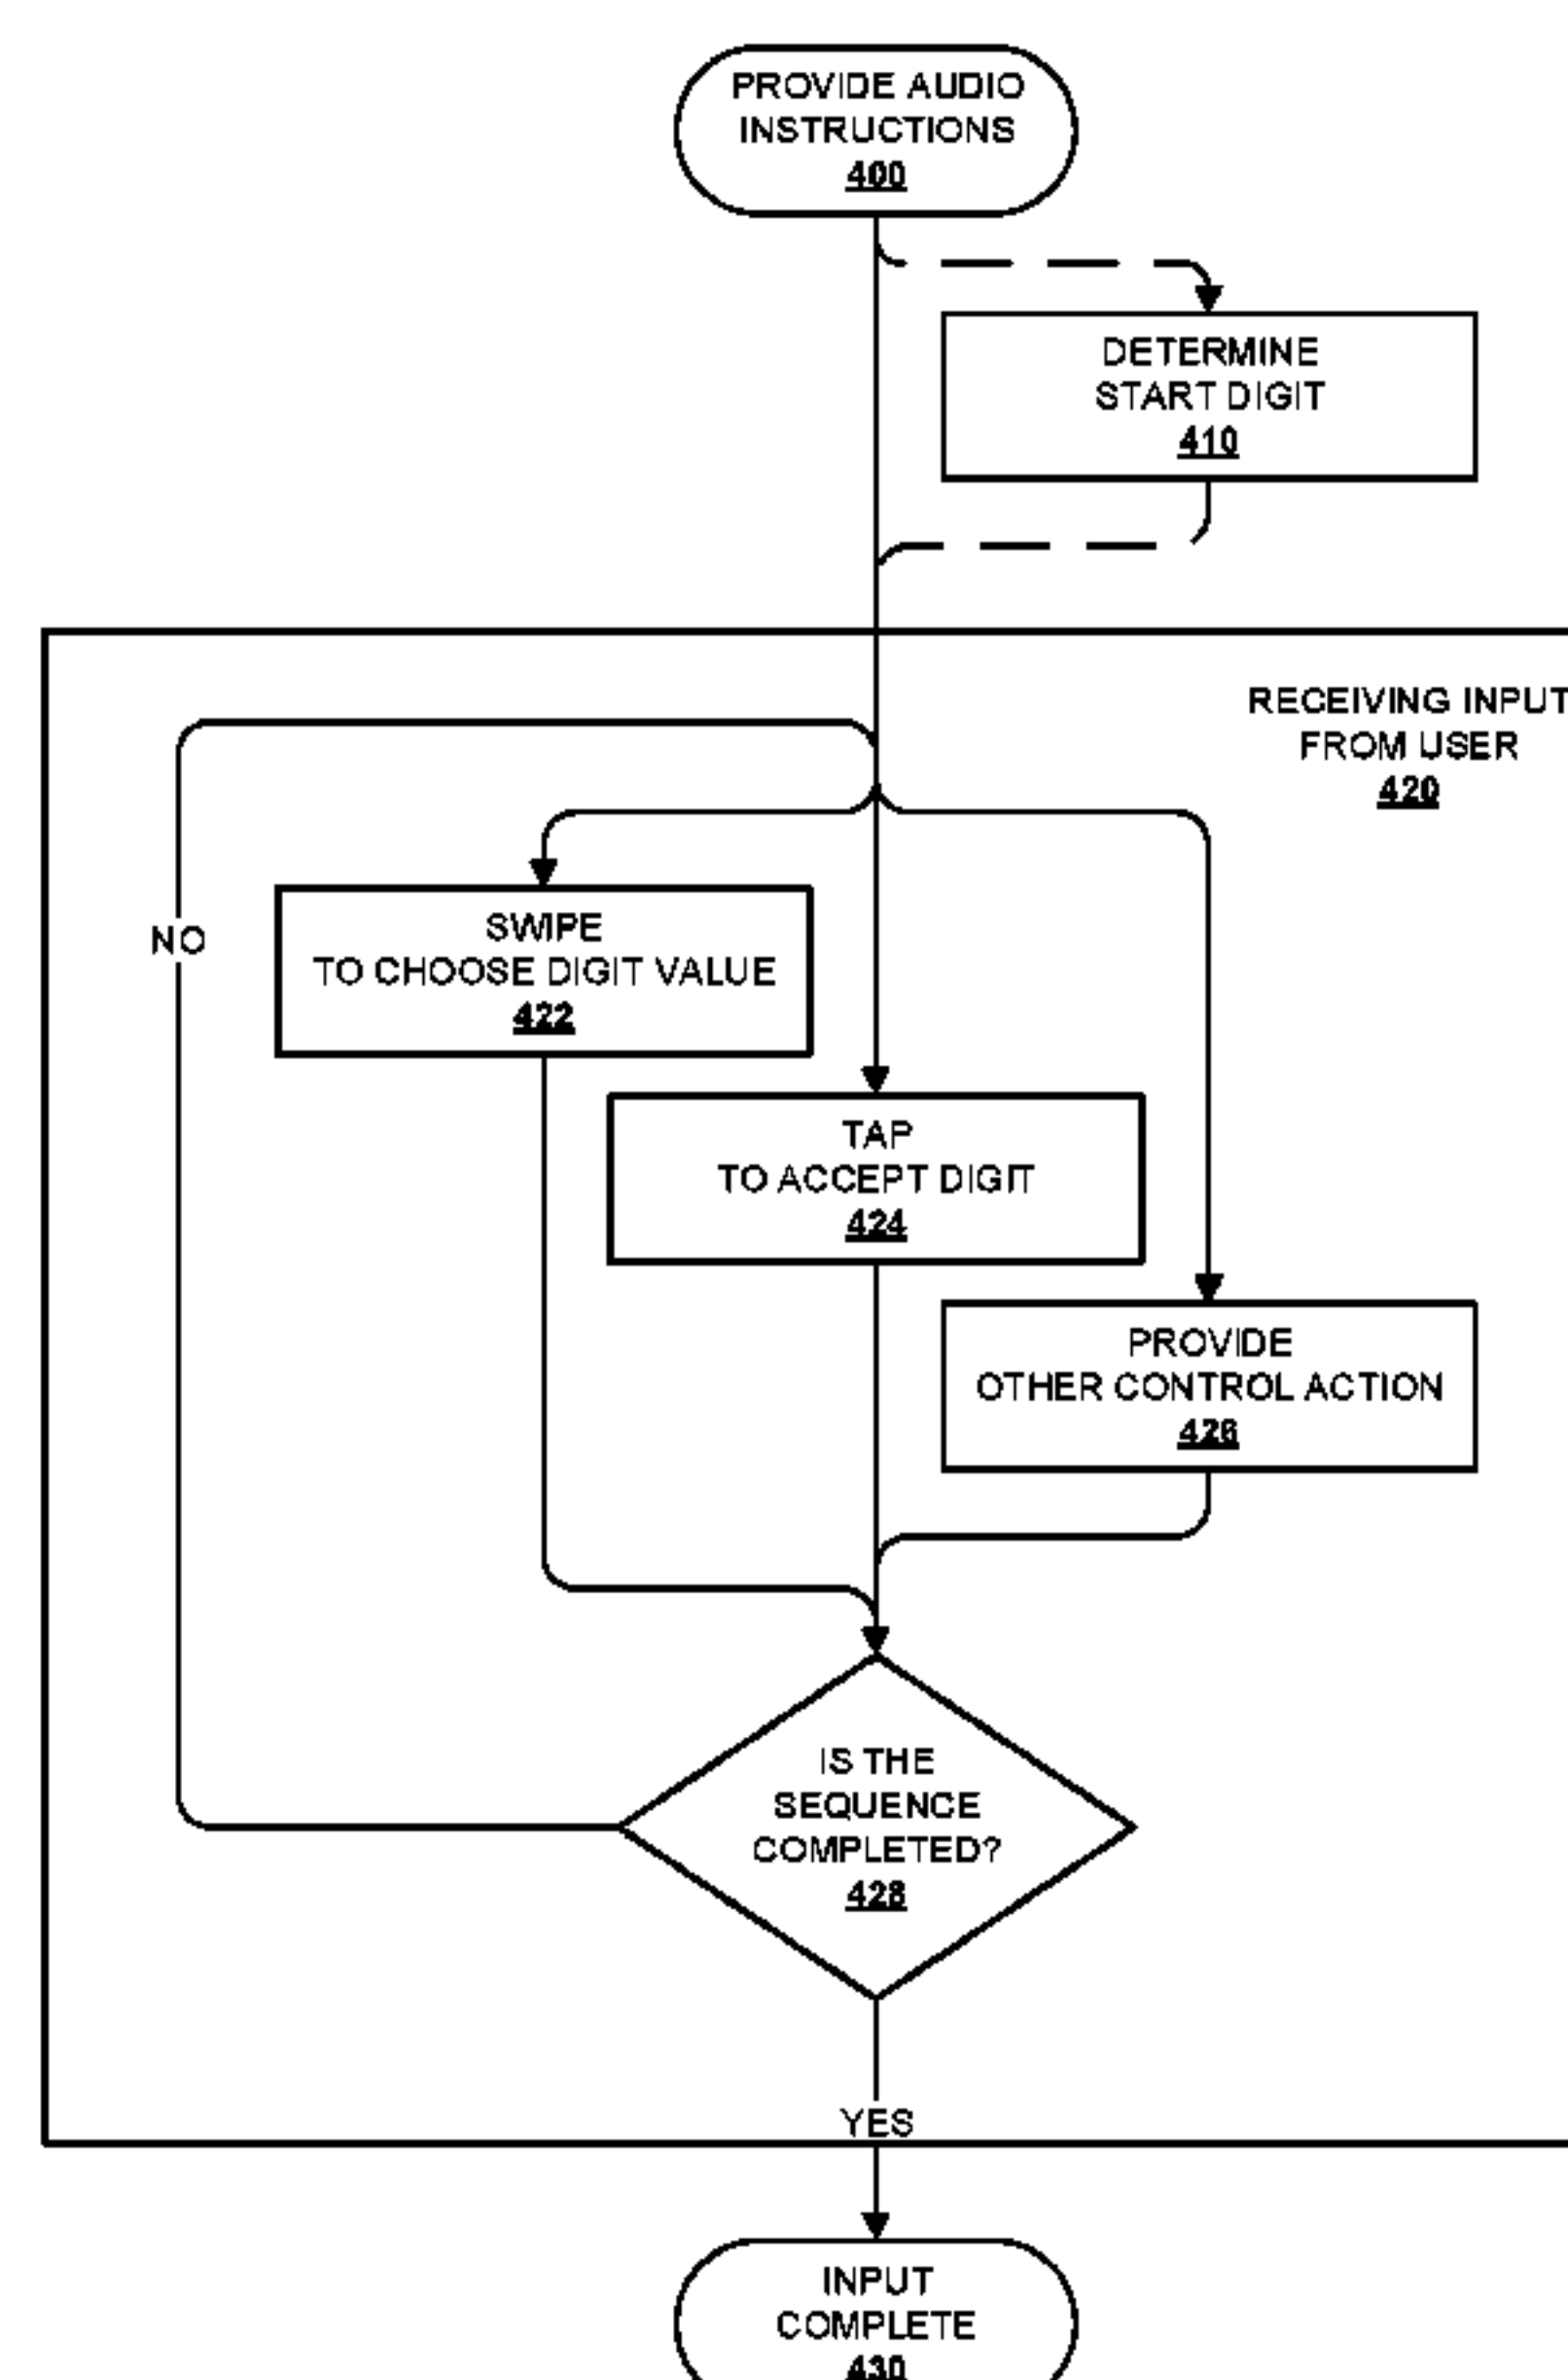 PROVIDE AUDIO
INSTRUCTIONS
400
DETERMINE
START DIGIT
410
RECEIVING INPUT
FROM USER
420
NO
SWIPE
TO CHOOSE DIGIT VALUE
422
TAP
TO ACCEPT DIGIT
424
PROVIDE
OTHER CONTROL ACTION
426
IS THE
SEQUENCE
COMPLETED?
428
YES
INPUT
COMPLETE
430